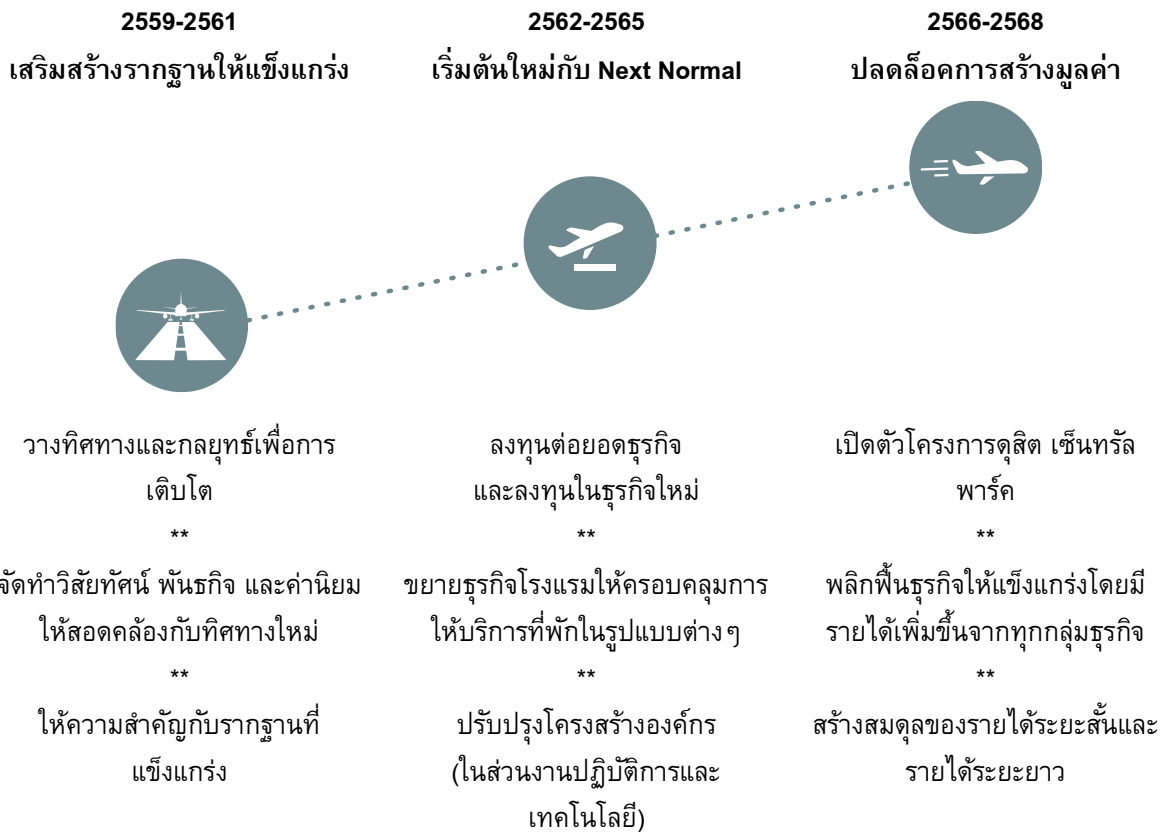 2559-2561
เสริมสร้างรากฐานให้แข็งแกร่ง
2562-2565
เริ่มต้นใหม่กับ Next Normal
2566-2568
ปลดล็อคการสร้างมูลค่า
วางทิศทางและกลยุทธ์เพื่อการ
เติบโต
**
จัดทำวิสัยทัศน์ พันธกิจ และค่านิยม
ให้สอดคล้องกับทิศทางใหม่
**
ให้ความสำคัญกับรากฐานที่
แข็งแกร่ง
ลงทุนต่อยอดธุรกิจ
และลงทุนในธุรกิจใหม่
**
ขยายธุรกิจโรงแรมให้ครอบคลุมการ
ให้บริการที่พักในรูปแบบต่างๆ
**
ปรับปรุงโครงสร้างองค์กร
(ในส่วนงานปฏิบัติการและ
เทคโนโลยี)
เปิดตัวโครงการดุสิต เซ็นทรัล
พาร์ค
**
พลิกฟื้นธุรกิจให้แข็งแกร่งโดยมี
รายได้เพิ่มขึ้นจากทุกกลุ่มธุรกิจ
**
สร้างสมดุลของรายได้ระยะสั้นและ
รายได้ระยะยาว